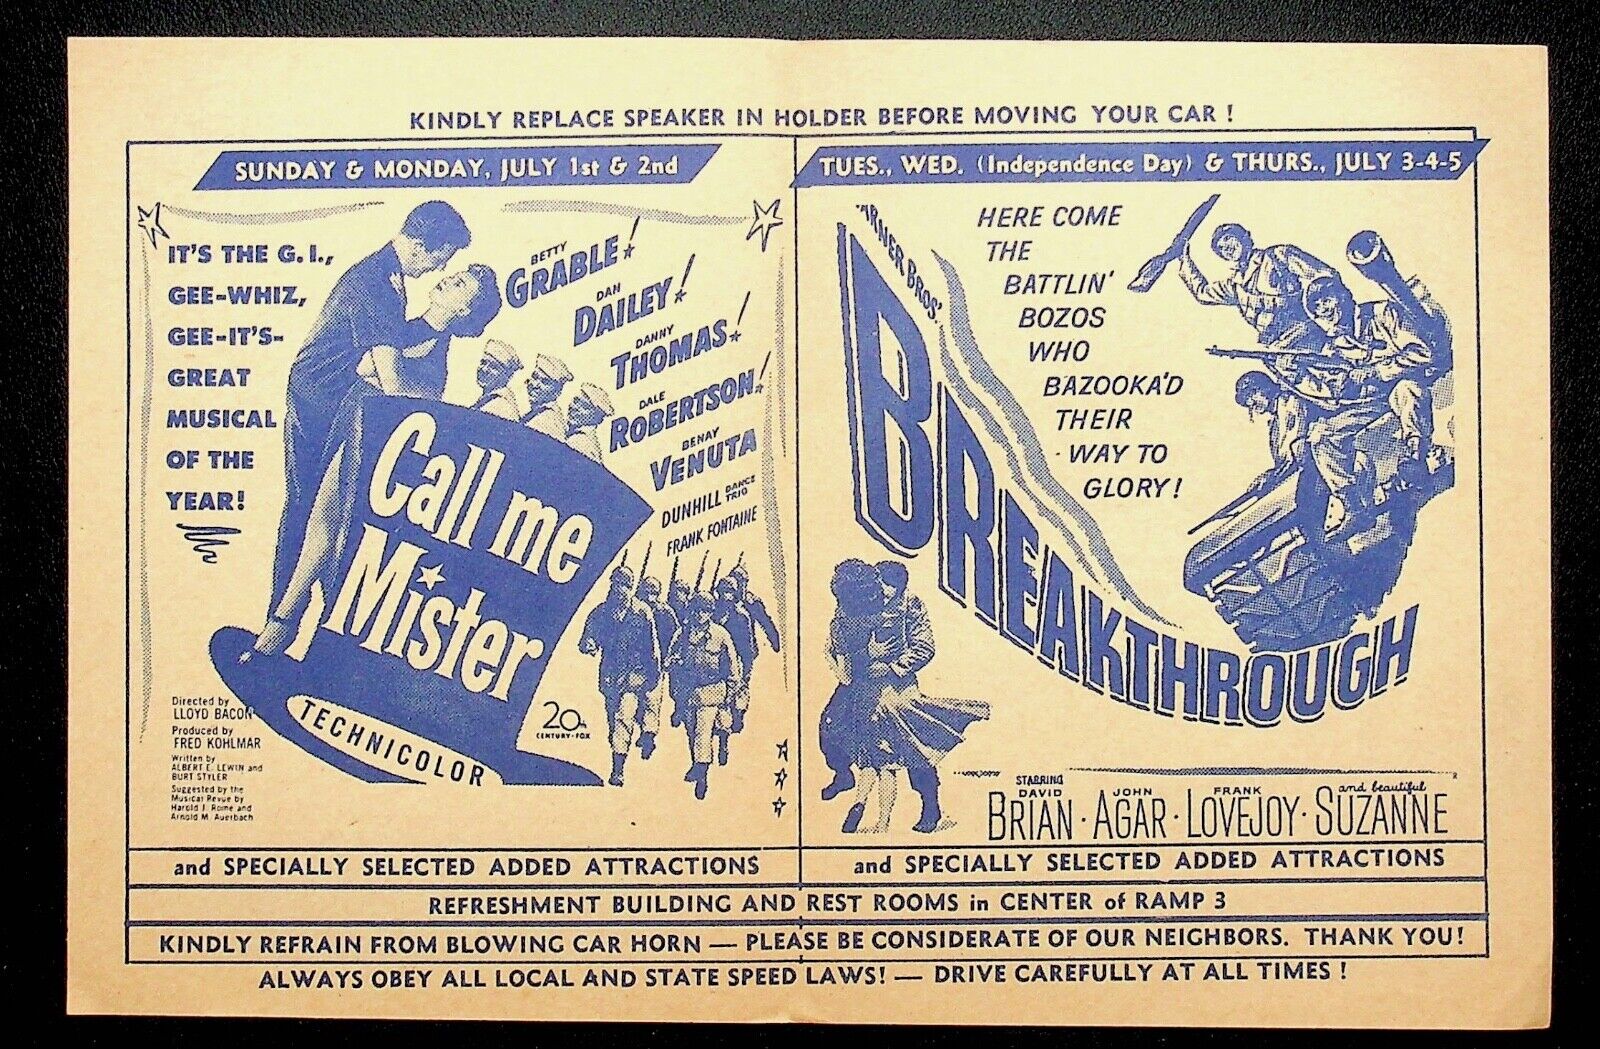 KINDLY REPLACE SPEAKER IN HOLDER BEFORE MOVING YOUR CAR !
SUNDAY & MONDAY, JULY 1st & 2nd
IT'S THE G.I.,
GEE-WHIZ,
GEE-IT'S-
GREAT
MUSICAL
OF THE
YEAR!
BETTY
GRABLE!
DAN
DAILEY!
DANNY
THOMAS!
DALE
ROBERTSON!
BENAY
VENUTA
DUNHILL DANCE TRIO
FRANK FONTAINE
Call me
Mister
TECHNICOLOR
20th
CENTURY-FOX
Directed by
LLOYD BACON
Produced by
FRED KOHLMAR
Written by
ALBERT E. LEWIN and
BURT STYLER
Suggested by the
Musical Revue by
Harold J. Rome and
Arnold M. Auerbach
and SPECIALLY SELECTED ADDED ATTRACTIONS
TUES., WED. (Independence Day) & THURS., JULY 3-4-5
ARNER BROS.'
BREAKTHROUGH
HERE COME
THE
BATTLIN'
BOZOS
WHO
BAZOOKA'D
THEIR
WAY TO
GLORY!
STARRING
DAVID BRIAN · JOHN AGAR · FRANK LOVEJOY · and beautiful SUZANNE
and SPECIALLY SELECTED ADDED ATTRACTIONS
REFRESHMENT BUILDING AND REST ROOMS in CENTER of RAMP 3
KINDLY REFRAIN FROM BLOWING CAR HORN — PLEASE BE CONSIDERATE OF OUR NEIGHBORS. THANK YOU!
ALWAYS OBEY ALL LOCAL AND STATE SPEED LAWS! — DRIVE CAREFULLY AT ALL TIMES !